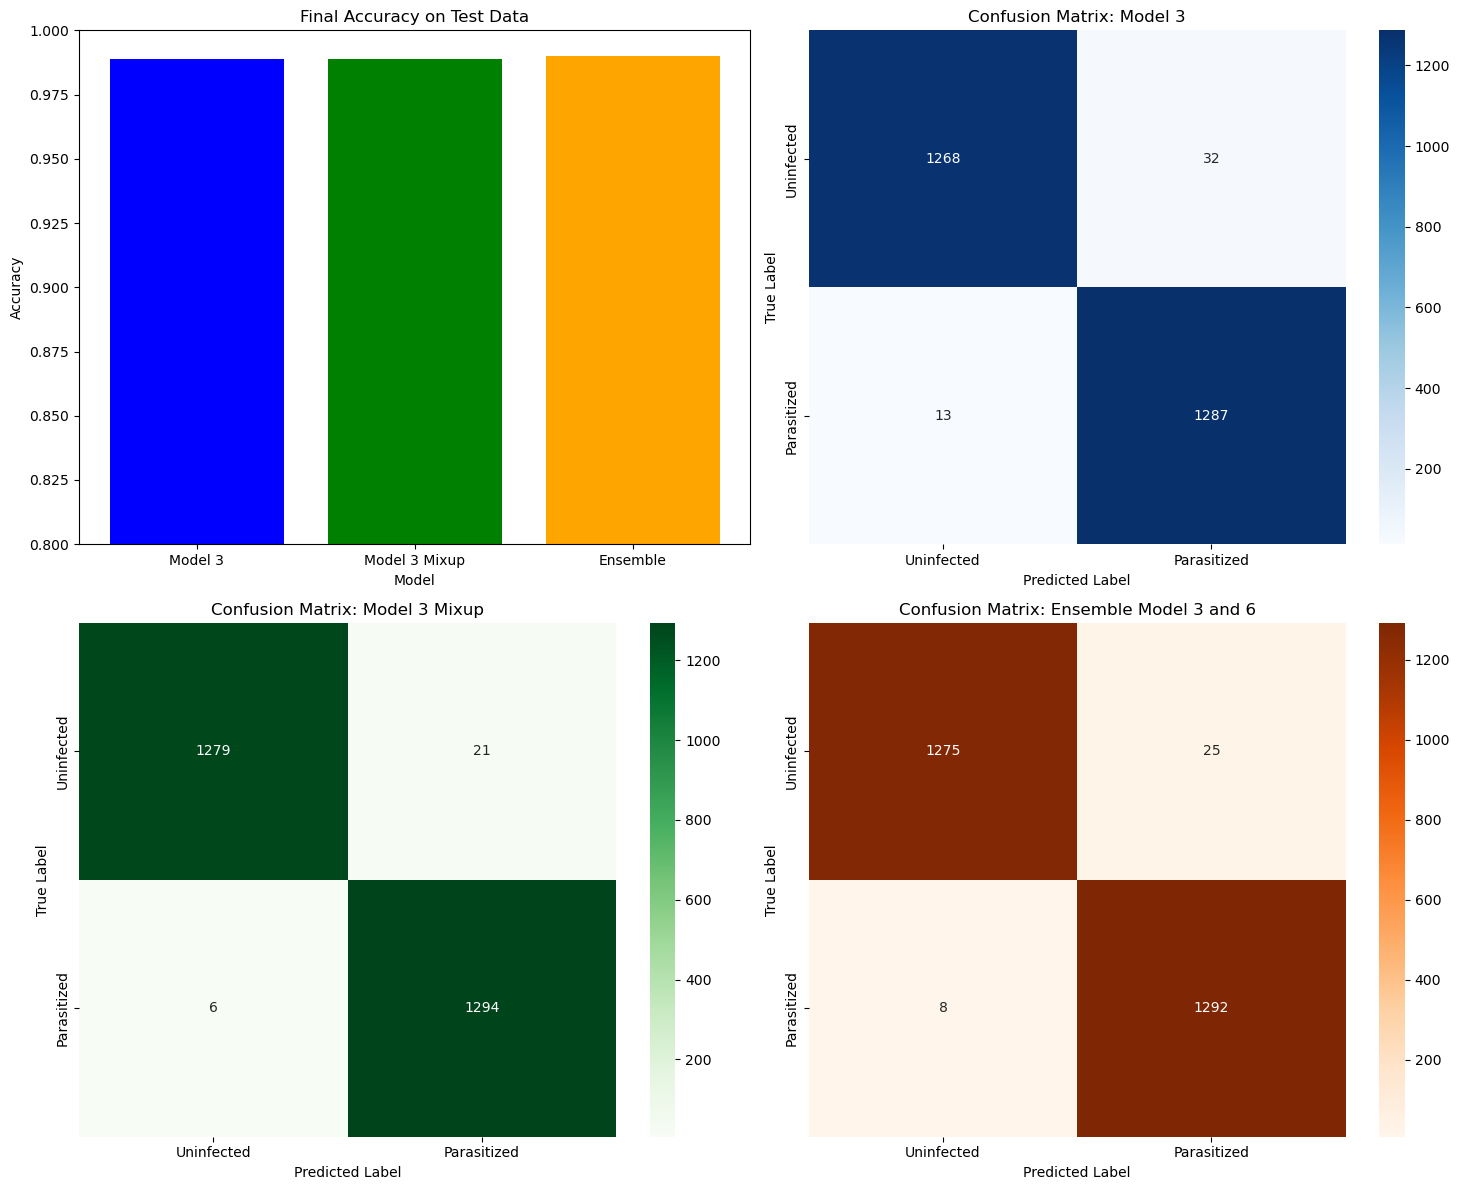 Final Accuracy on Test Data
1.000
0.975
0.950
0.925
0.900
0.875
0.850
0.825
0.800
Accuracy
Model 3
Model 3 Mixup
Ensemble
Model
Confusion Matrix: Model 3
True Label
Uninfected
Parasitized
1268
32
13
1287
Uninfected
Parasitized
Predicted Label
1200
1000
800
600
400
200
Confusion Matrix: Model 3 Mixup
True Label
Uninfected
Parasitized
1279
21
6
1294
Uninfected
Parasitized
Predicted Label
1200
1000
800
600
400
200
Confusion Matrix: Ensemble Model 3 and 6
True Label
Uninfected
Parasitized
1275
25
8
1292
Uninfected
Parasitized
Predicted Label
1200
1000
800
600
400
200